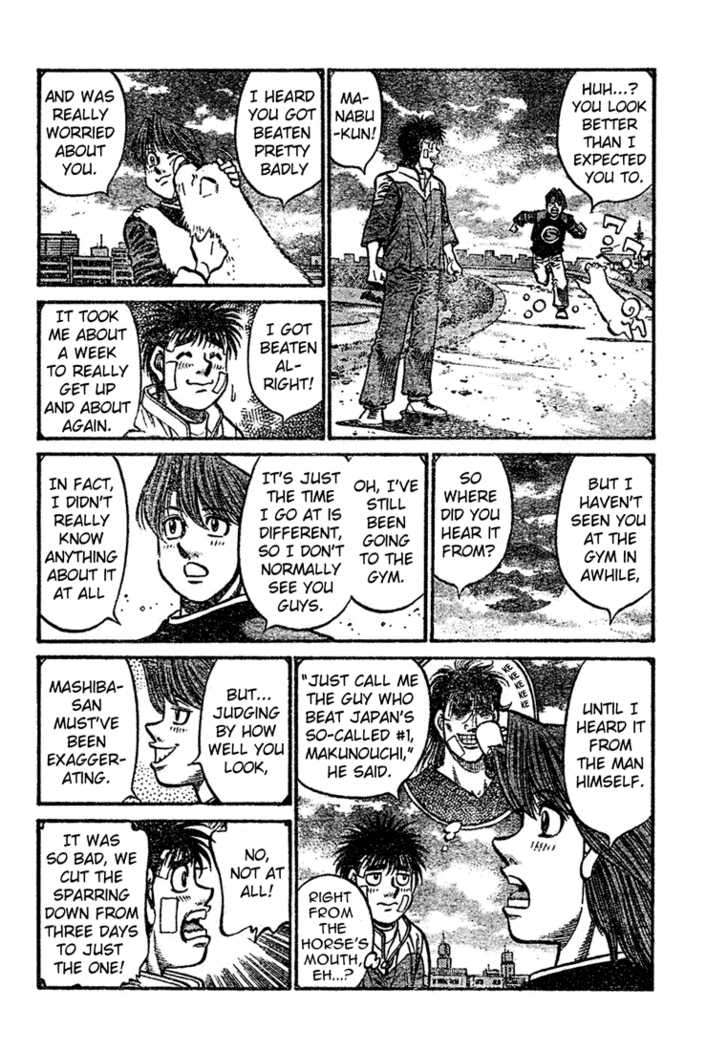 HUH...?
YOU LOOK
BETTER
THAN I
EXPECTED
YOU TO.
MA-
NABU
-KUN!
I HEARD
YOU GOT
BEATEN
PRETTY
BADLY
AND WAS
REALLY
WORRIED
ABOUT
YOU.
I GOT
BEATEN
AL-
RIGHT!
IT TOOK
ME ABOUT
A WEEK
TO REALLY
GET UP
AND ABOUT
AGAIN.
BUT I
HAVEN'T
SEEN YOU
AT THE
GYM IN
AWHILE,
SO
WHERE
DID YOU
HEAR IT
FROM?
OH, I'VE
STILL
BEEN
GOING
TO THE
GYM.
IT'S JUST
THE TIME
I GO AT IS
DIFFERENT,
SO I DON'T
NORMALLY
SEE YOU
GUYS.
IN FACT,
I DIDN'T
REALLY
KNOW
ANYTHING
ABOUT IT
AT ALL
UNTIL I
HEARD IT
FROM
THE MAN
HIMSELF.
KE
KE
KE
KE
"JUST CALL ME
THE GUY WHO
BEAT JAPAN'S
SO-CALLED #1,
MAKUNOUCHI,"
HE SAID.
RIGHT
FROM
THE
HORSE'S
MOUTH,
EH...?
BUT...
JUDGING
BY HOW
WELL YOU
LOOK,
MASHIBA-
SAN
MUST'VE
BEEN
EXAGGER-
ATING.
NO,
NOT AT
ALL!
IT WAS
SO BAD, WE
CUT THE
SPARRING
DOWN FROM
THREE DAYS
TO JUST
THE ONE!